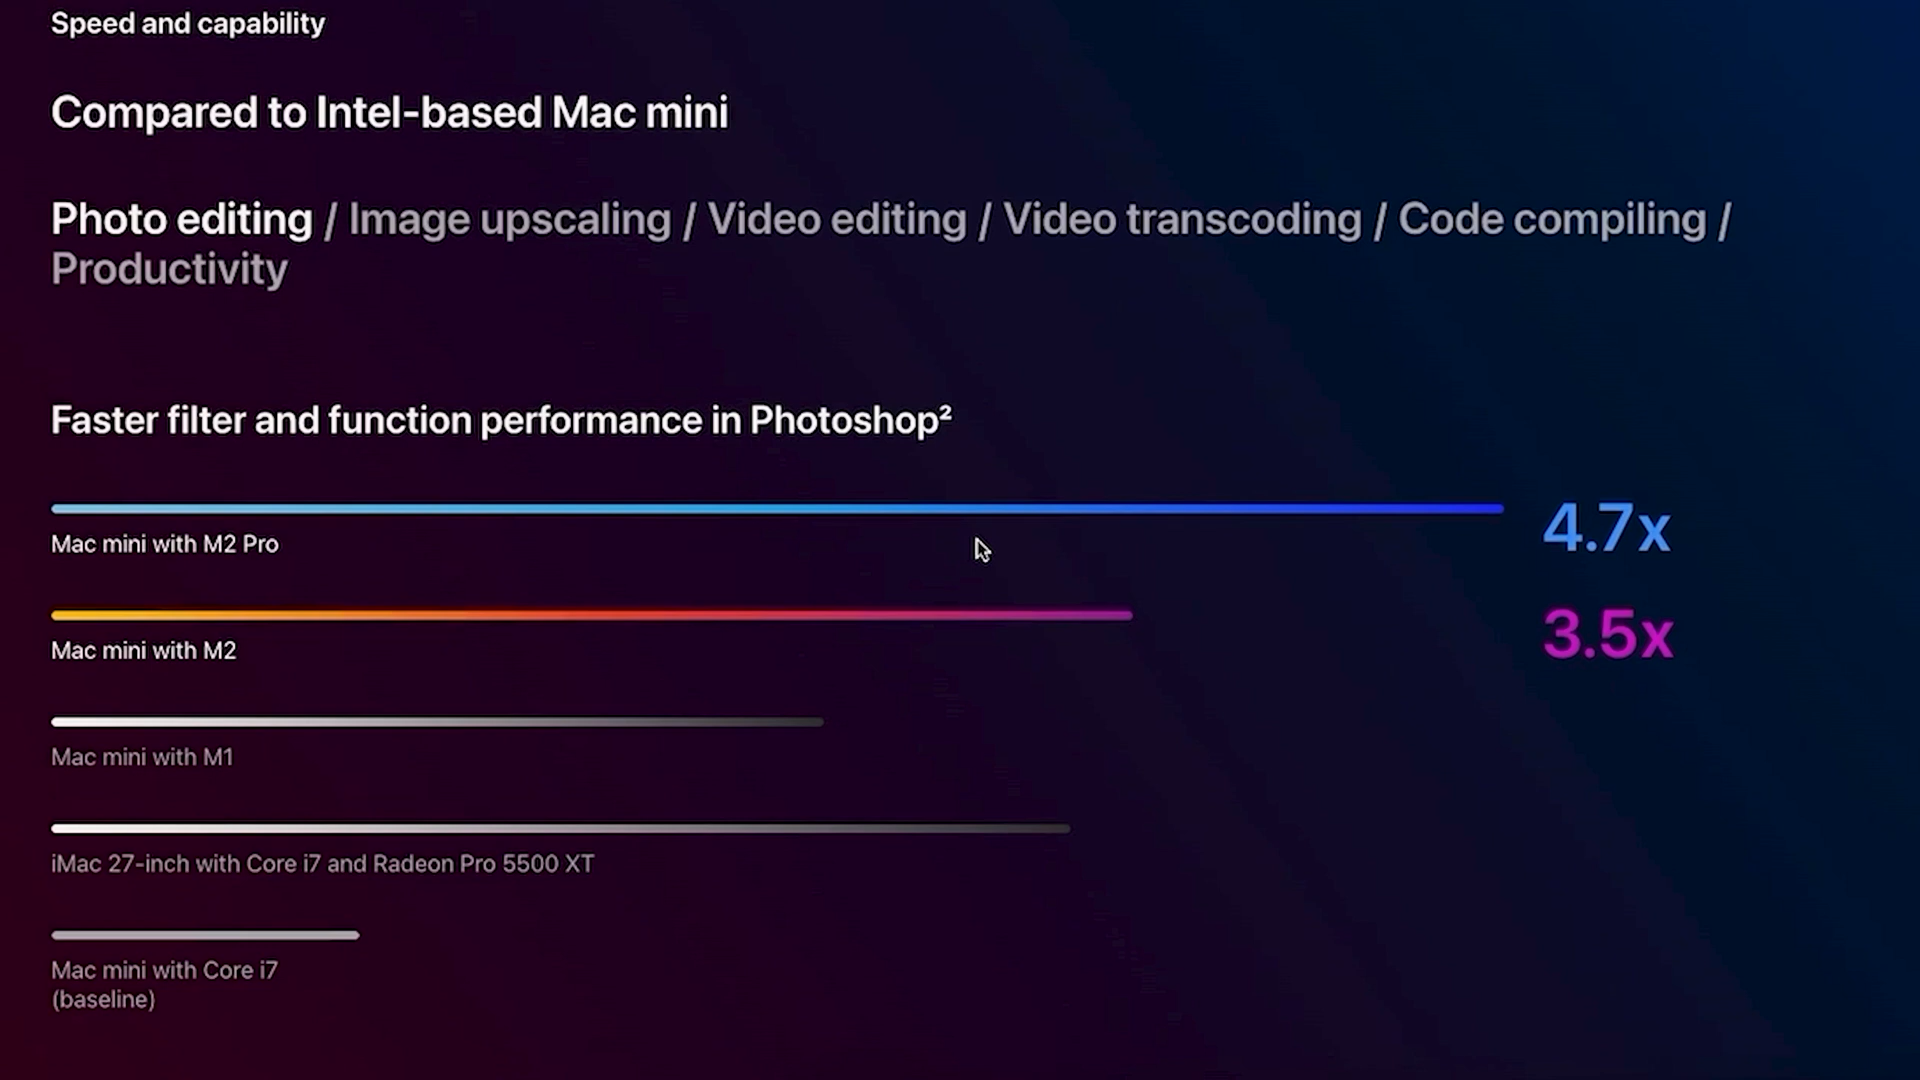 Speed and capability
Compared to Intel-based Mac mini
Photo editing / Image upscaling / Video editing / Video transcoding / Code compiling /
Productivity
Faster filter and function performance in Photoshop²
4.7x
Mac mini with M2 Pro
3.5x
Mac mini with M2
Mac mini with M1
iMac 27-inch with Core i7 and Radeon Pro 5500 XT
Mac mini with Core i7
(baseline)